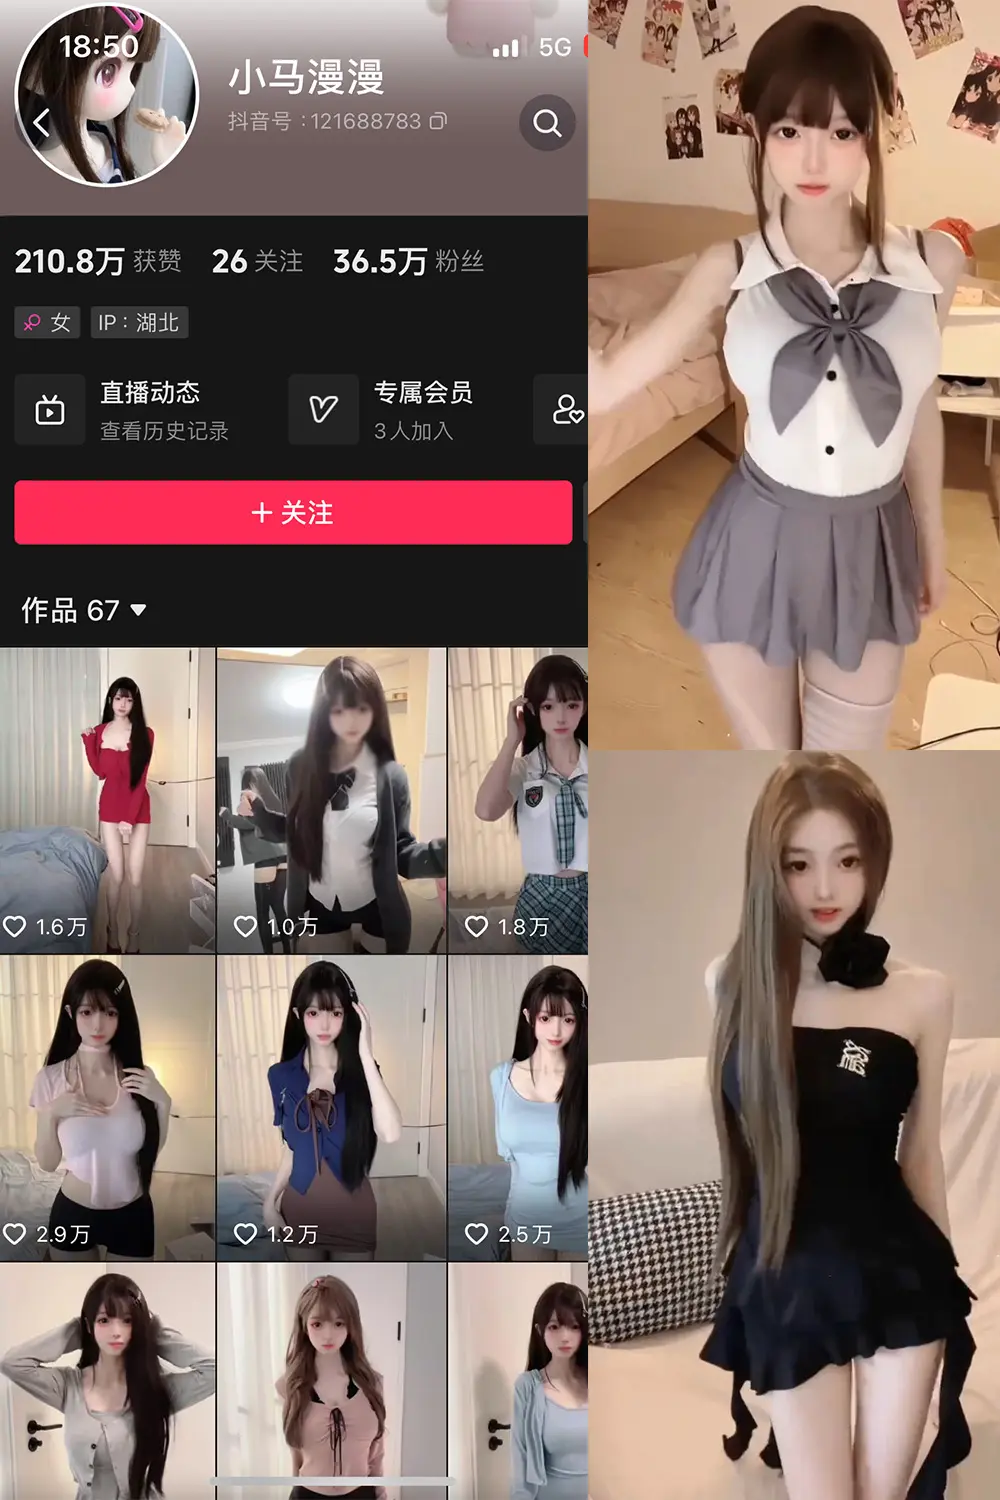 18:50
5G
小马漫漫
抖音号：121688783
210.8万 获赞 26 关注 36.5万 粉丝
女 IP：湖北
直播动态
查看历史记录
专属会员
3人加入
+ 关注
作品 67
1.6万
1.0万
1.8万
2.9万
1.2万
2.5万